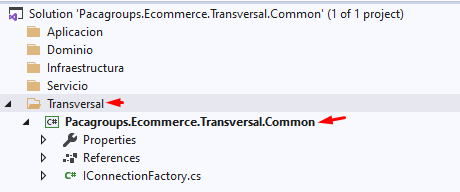 Solution 'Pacagroups.Ecommerce.Transversal.Common' (1 of 1 project)
Aplicacion
Dominio
Infraestructura
Servicio
Transversal
C# Pacagroups.Ecommerce.Transversal.Common
Properties
References
C# IConnectionFactory.cs